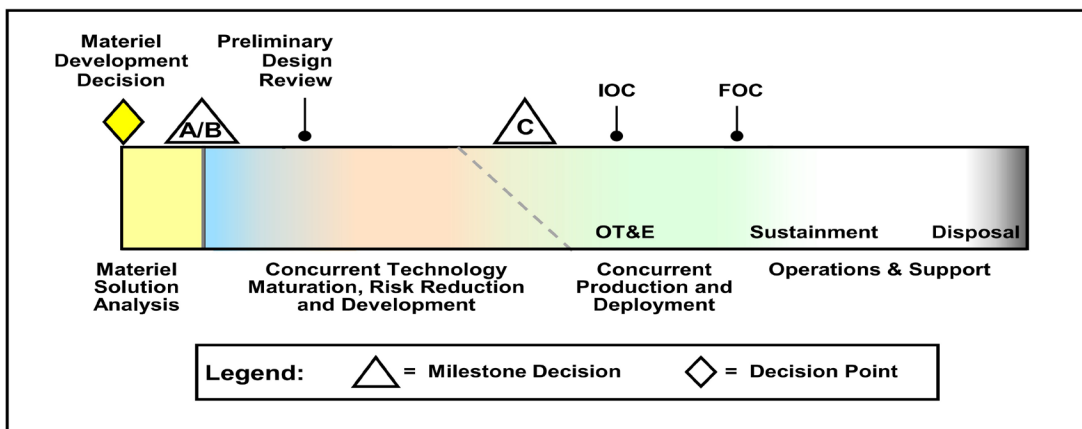 Materiel
Development
Decision
Preliminary
Design
Review
A/B
C
IOC
FOC
OT&E
Sustainment
Disposal
Materiel
Solution
Analysis
Concurrent Technology
Maturation, Risk Reduction
and Development
Concurrent
Production and
Deployment
Operations & Support
Legend:
= Milestone Decision
= Decision Point